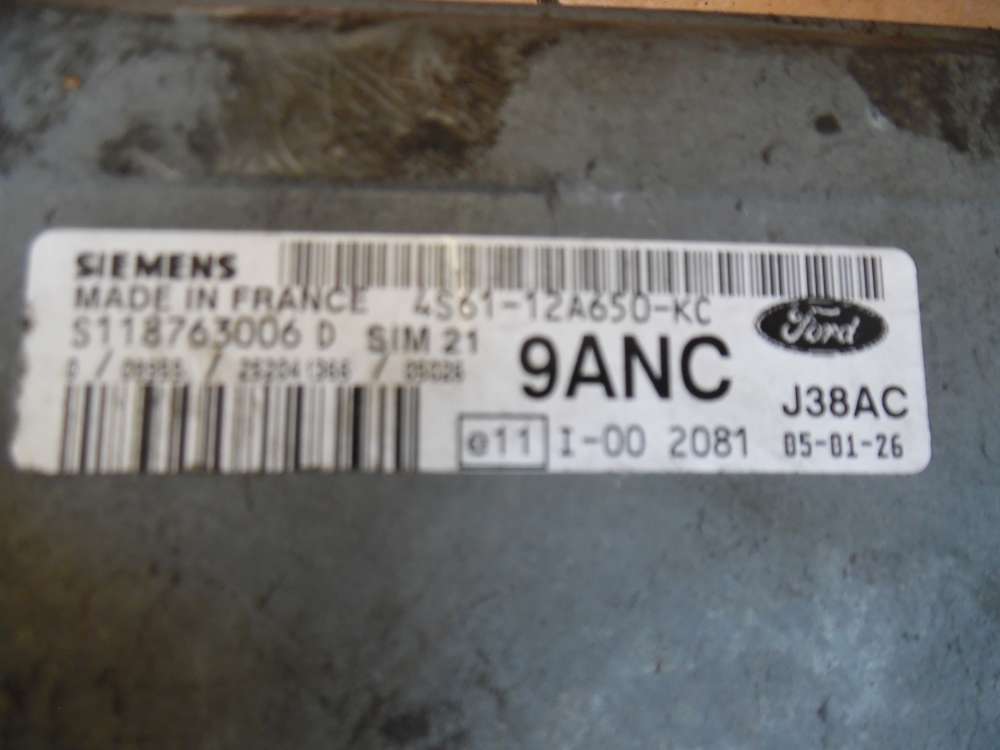 SIEMENS
MADE IN FRANCE 4S61-12A650-KC
S118763006 D SIM 21
9ANC
Ford
J38AC
e11 I-00 2081 05-01-26